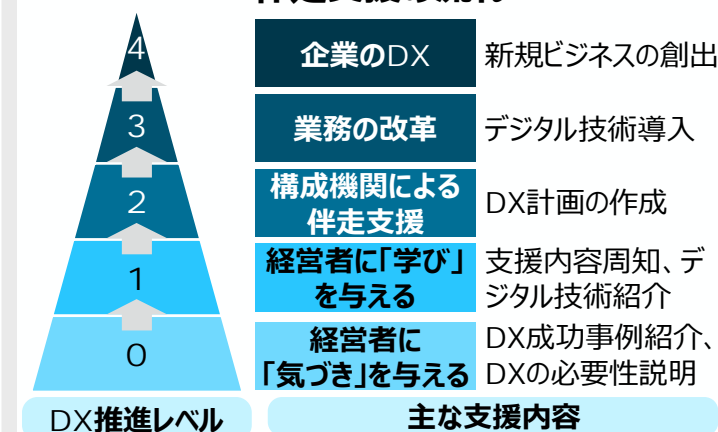 4
企業のDX
新規ビジネスの創出
3
業務の改革
デジタル技術導入
2
構成機関による
伴走支援
DX計画の作成
1
経営者に「学び」
を与える
支援内容周知、デ
ジタル技術紹介
0
経営者に
「気づき」を与える
DX成功事例紹介、
DXの必要性説明
DX推進レベル
主な支援内容